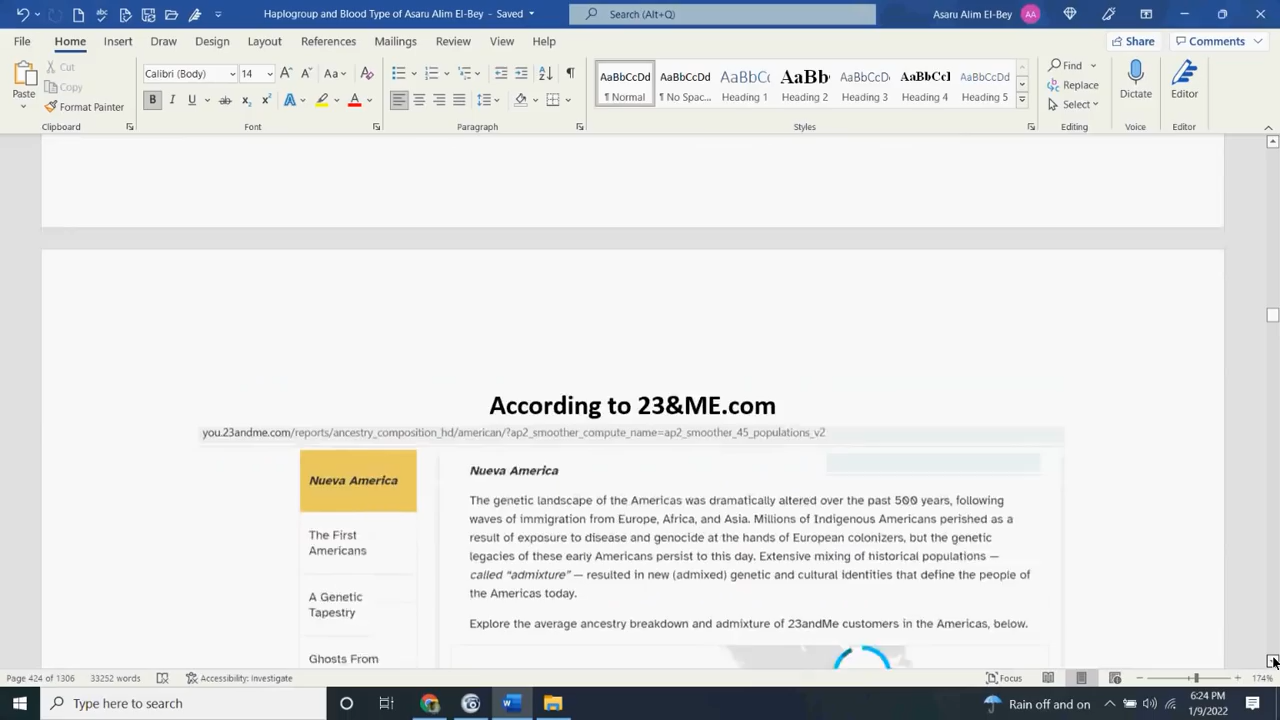 Haplogroup and Blood Type of Asaru Alim El-Bey - Saved
Search (Alt+Q)
Asaru Alim El-Bey AA
File Home Insert Draw Design Layout References Mailings Review View Help Share Comments
Paste
Cut
Copy
Format Painter
Calibri (Body) 14
AaBbCcDd ¶ Normal
AaBbCcDd ¶ No Spac...
AaBbCc Heading 1
AaBb Heading 2
AaBbCcD Heading 3
AaBbCcI Heading 4
AaBbCcDd Heading 5
Find
Replace
Select
Dictate
Editor
Clipboard Font Paragraph Styles Editing Voice Editor
According to 23&ME.com
you.23andme.com/reports/ancestry_composition_hd/american/?ap2_smoother_compute_name=ap2_smoother_45_populations_v2
Nueva America
The First
Americans
A Genetic
Tapestry
Ghosts From
Nueva America
The genetic landscape of the Americas was dramatically altered over the past 500 years, following
waves of immigration from Europe, Africa, and Asia. Millions of Indigenous Americans perished as a
result of exposure to disease and genocide at the hands of European colonizers, but the genetic
legacies of these early Americans persist to this day. Extensive mixing of historical populations —
called "admixture" — resulted in new (admixed) genetic and cultural identities that define the people of
the Americas today.
Explore the average ancestry breakdown and admixture of 23andMe customers in the Americas, below.
Page 424 of 1306 33252 words Accessibility: Investigate Focus 174%
Type here to search
Rain off and on
6:24 PM
1/9/2022